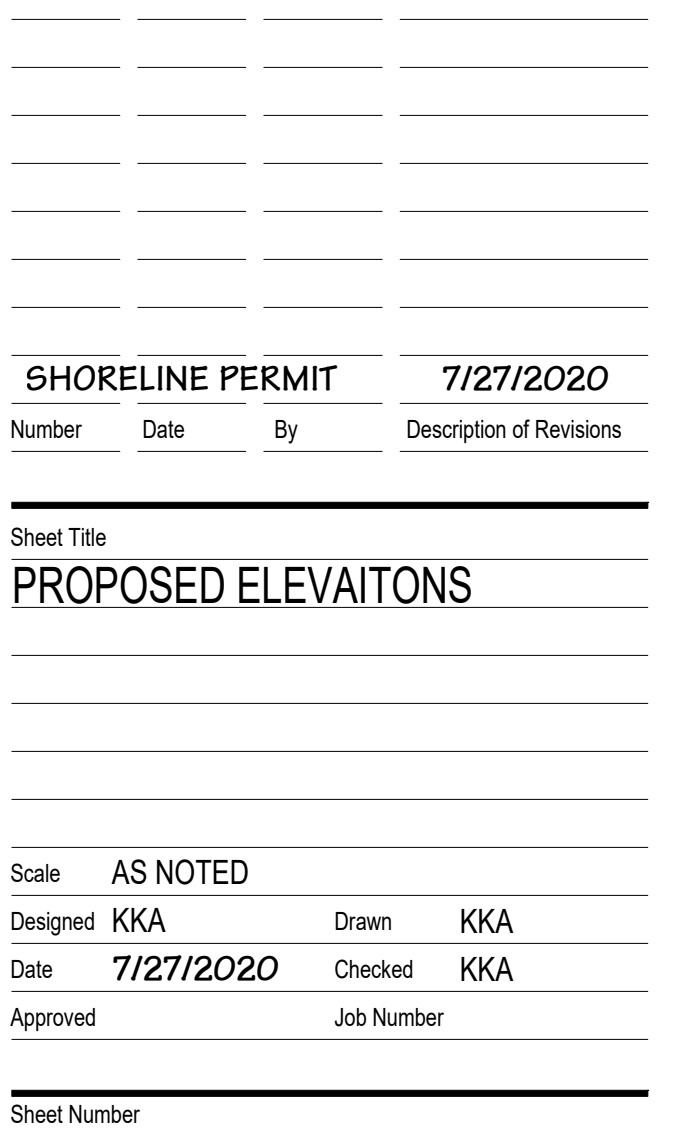 SHORELINE PERMIT 7/27/2020
Number Date By Description of Revisions
Sheet Title
PROPOSED ELEVAITONS
Scale AS NOTED
Designed KKA Drawn KKA
Date 7/27/2020 Checked KKA
Approved Job Number
Sheet Number